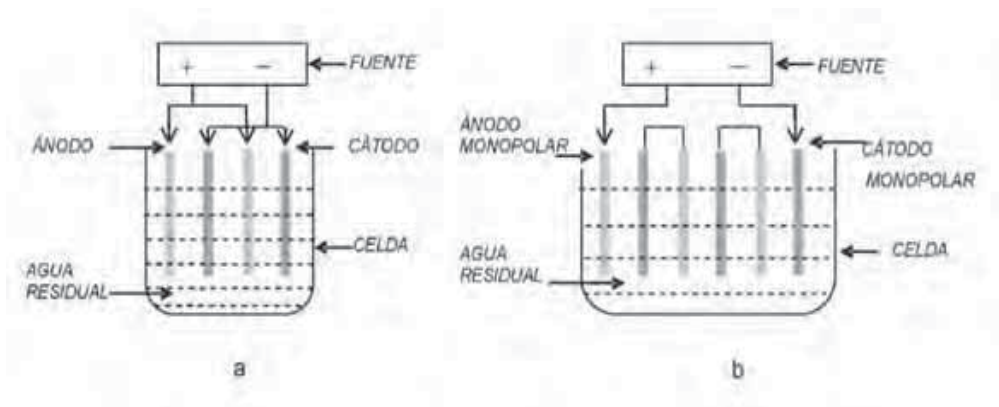 + −
FUENTE
ÁNODO
CÁTODO
CELDA
AGUA
RESIDUAL
a
+ −
FUENTE
ÁNODO
MONOPOLAR
CÁTODO
MONOPOLAR
AGUA
RESIDUAL
CELDA
b